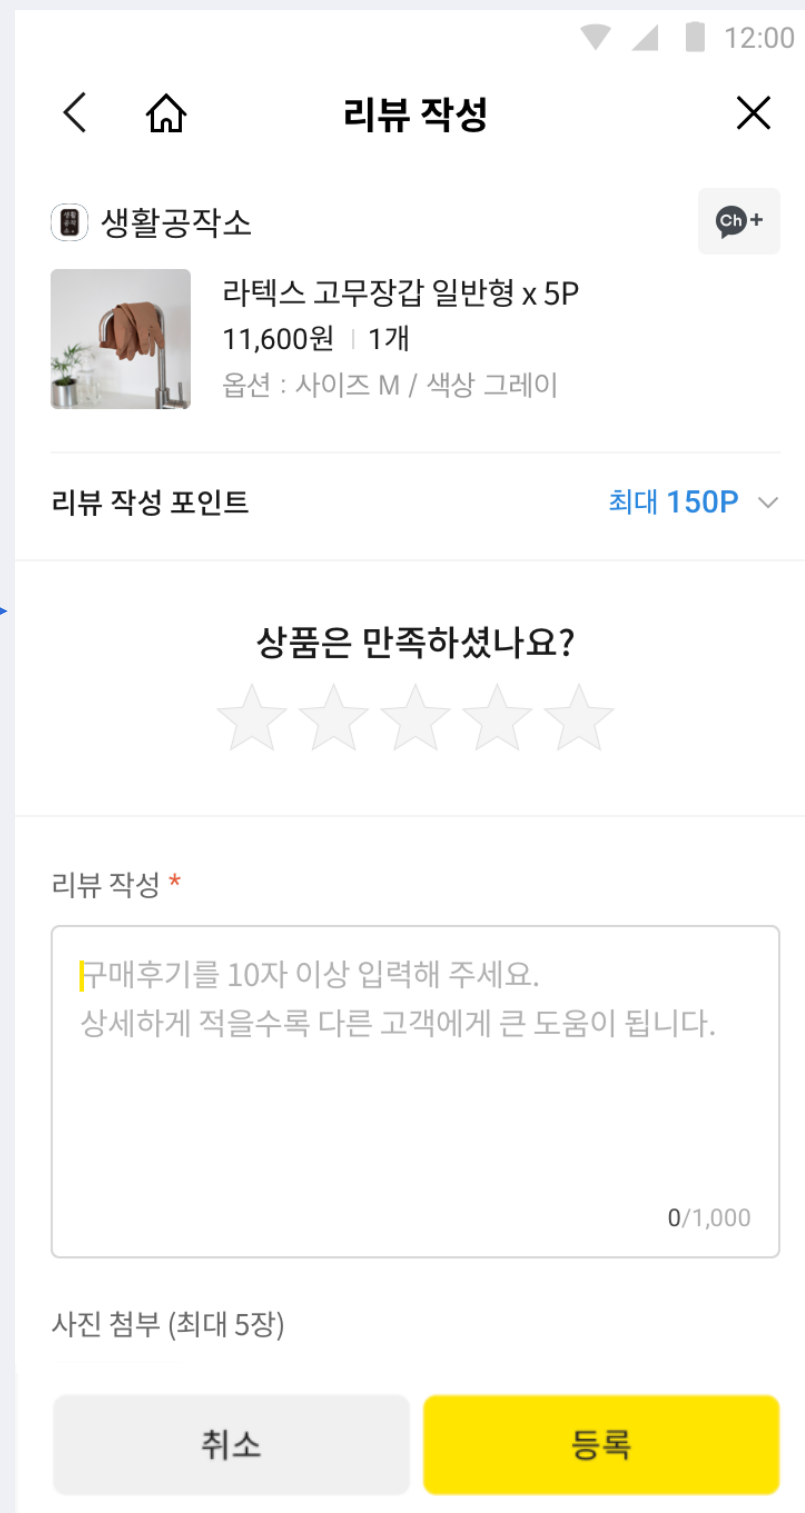 12:00
리뷰 작성
생활공작소
Ch+
라텍스 고무장갑 일반형 x 5P
11,600원 | 1개
옵션 : 사이즈 M / 색상 그레이
리뷰 작성 포인트
최대 150P
상품은 만족하셨나요?
리뷰 작성 *
구매후기를 10자 이상 입력해 주세요.
상세하게 적을수록 다른 고객에게 큰 도움이 됩니다.
0/1,000
사진 첨부 (최대 5장)
취소
등록